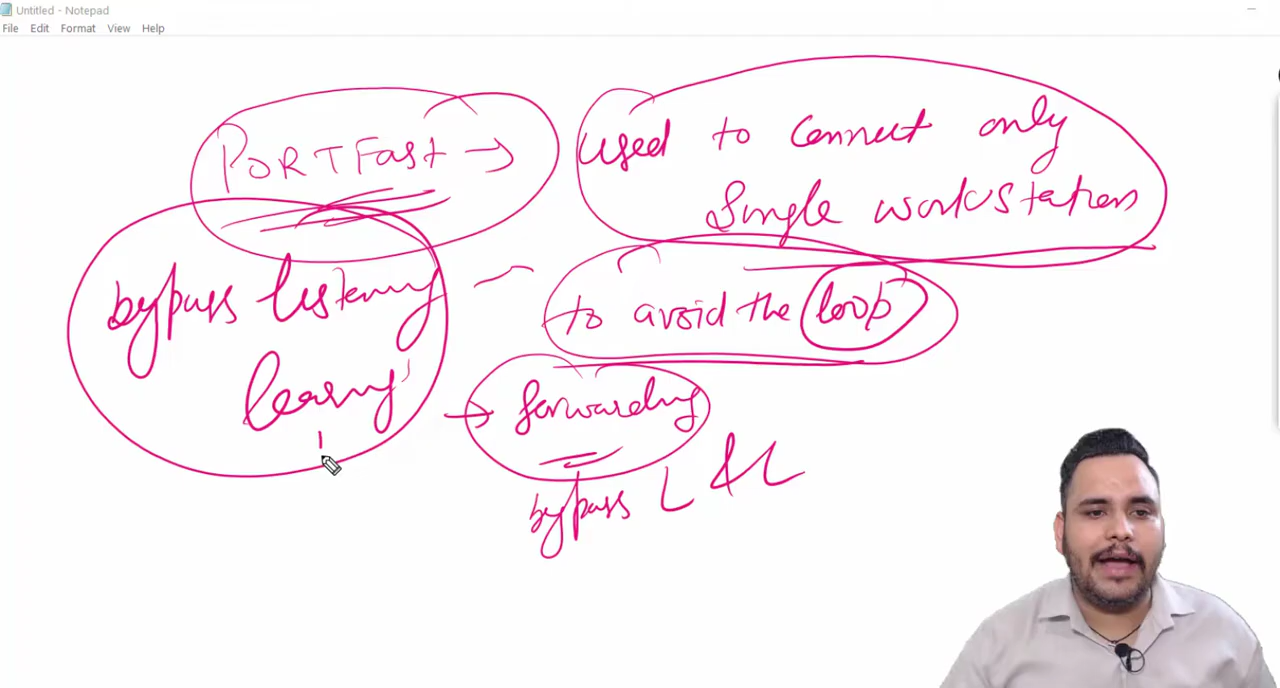 Untitled - Notepad
File Edit Format View Help
PORTFast → used to connect only
Single workstations
bypass listening to avoid the loop
learning → forwarding
bypass L & L